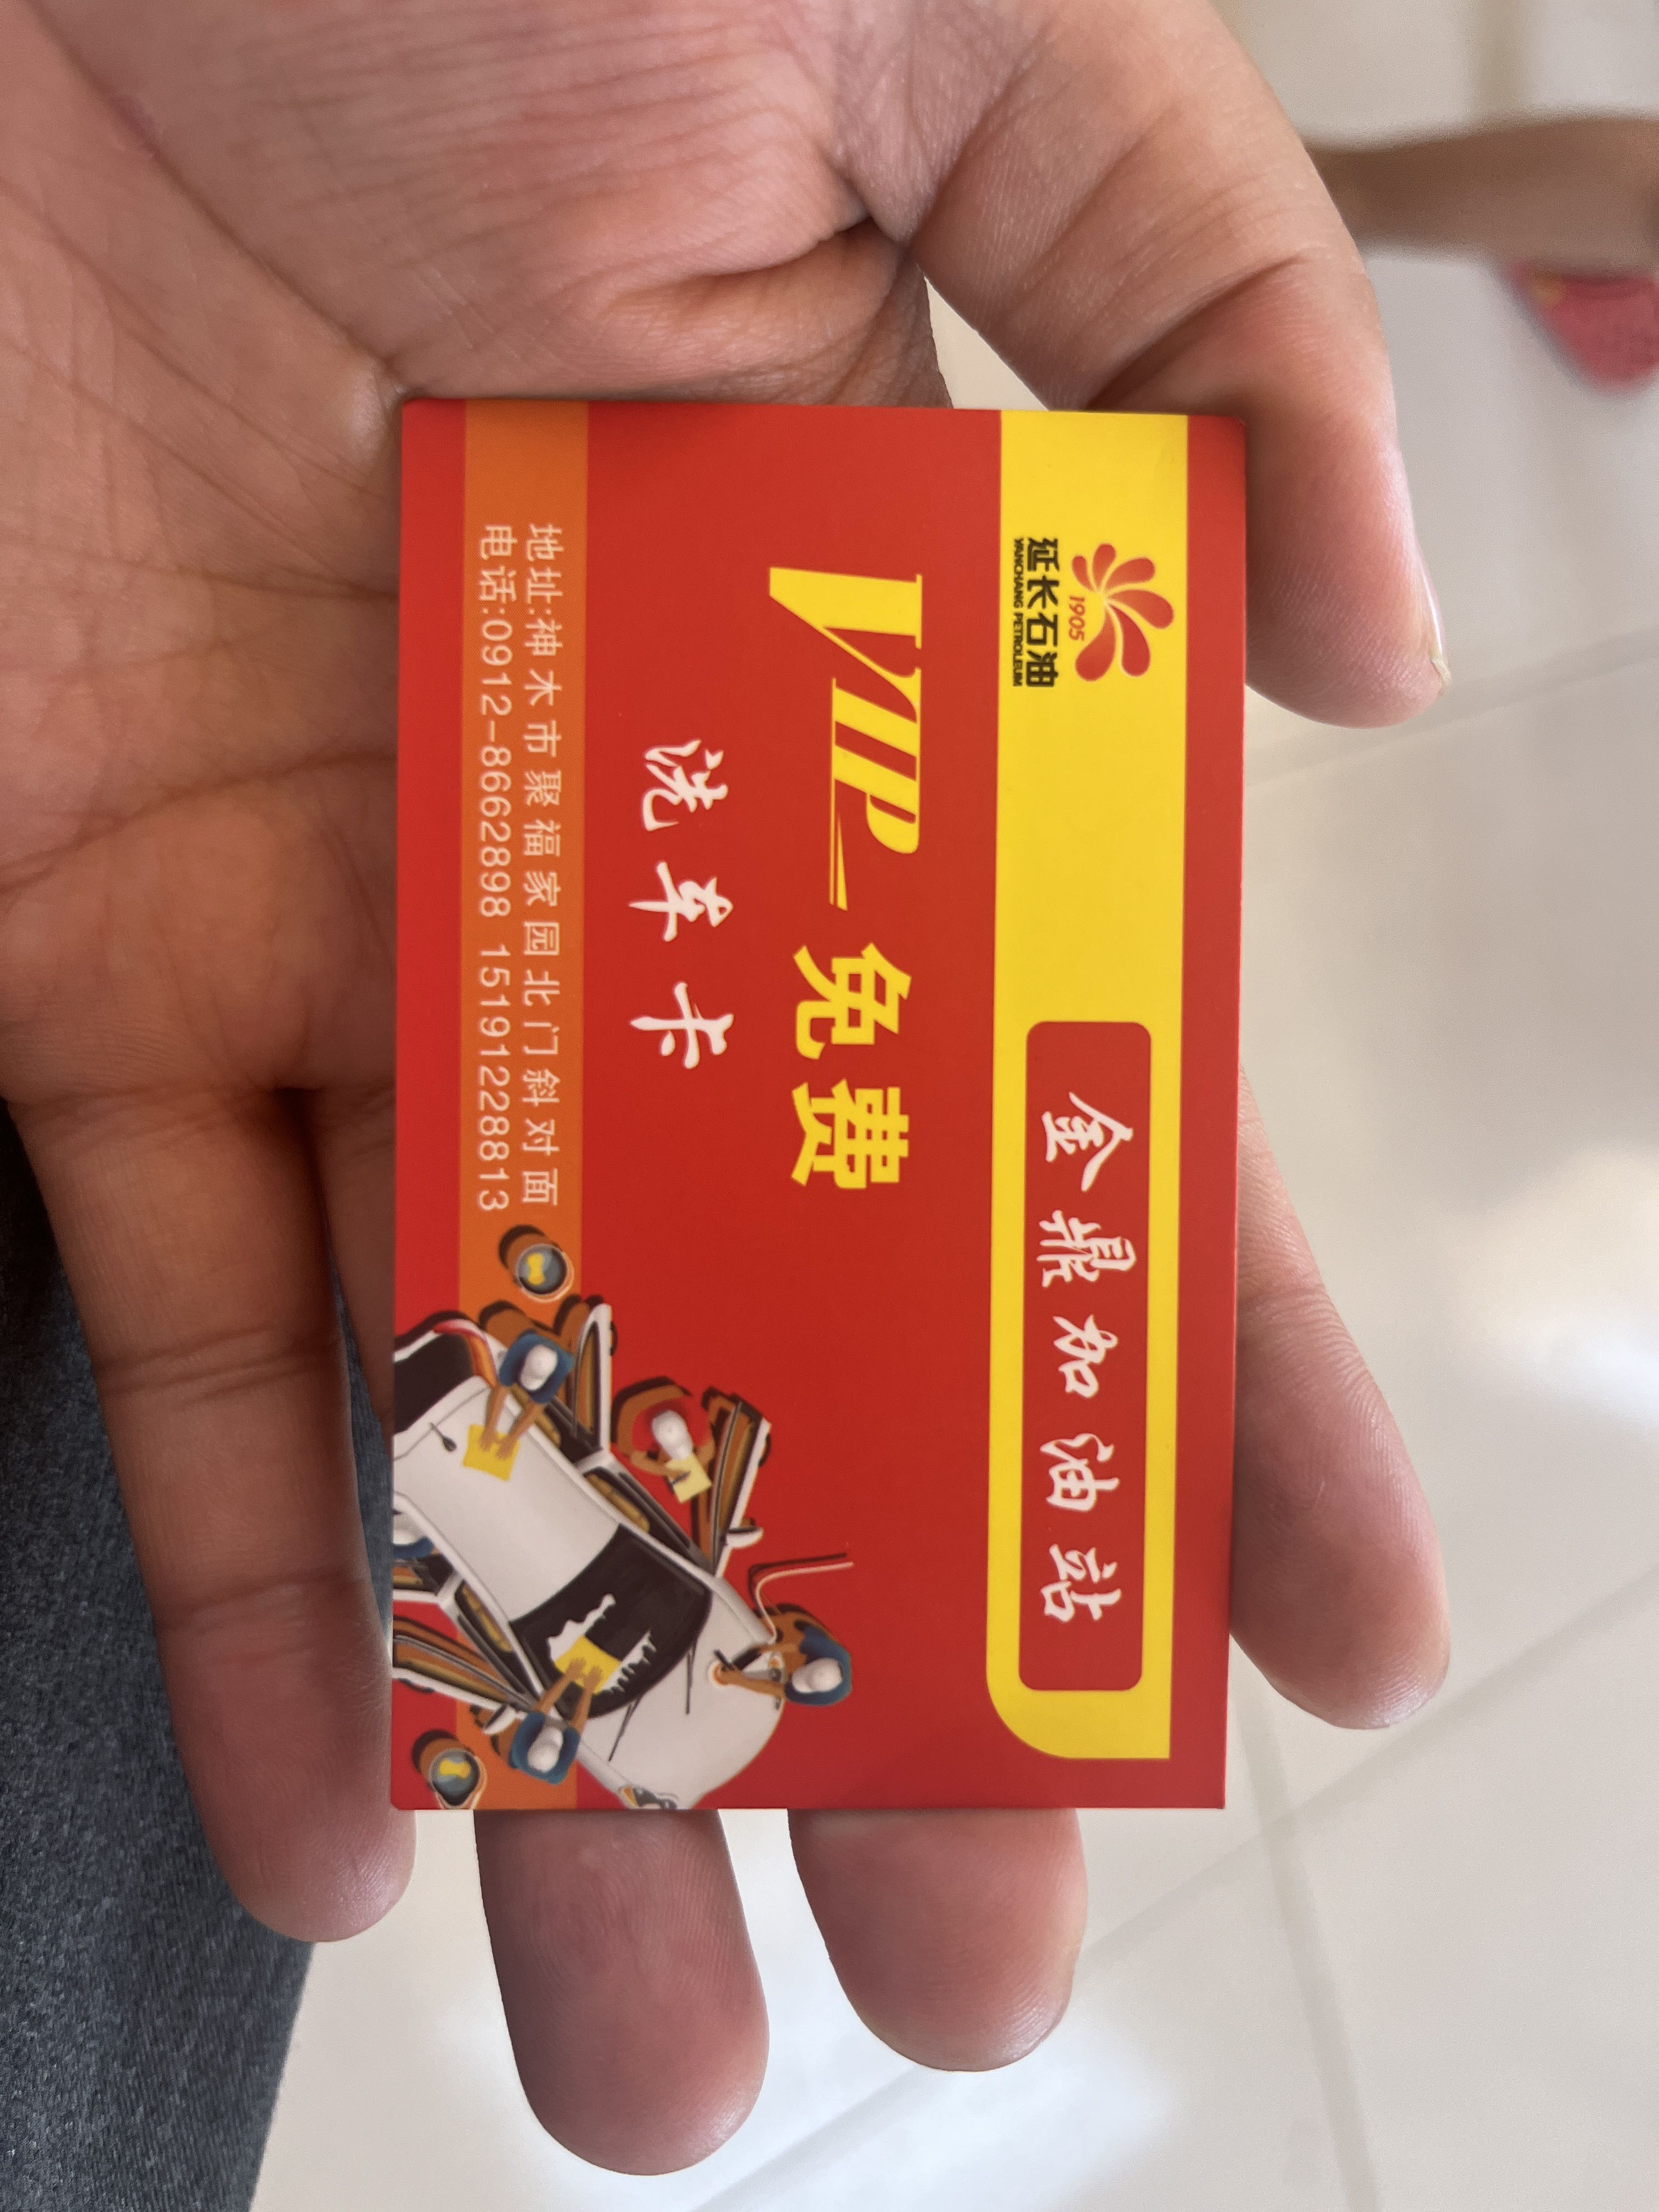 1905
延长石油
YANCHANG PETROLEUM
金鼎加油站
VIP 免费
洗车卡
地址:神木市聚福家园北门斜对面
电话:0912-8662898 15191228813